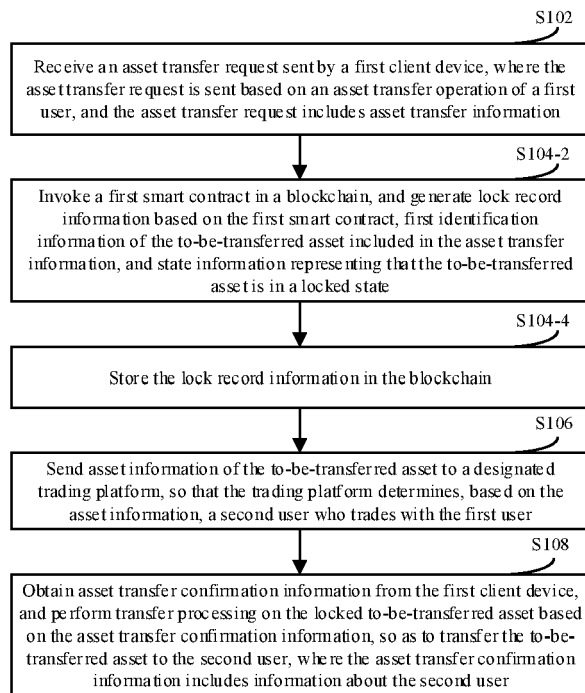 S102
Receive an asset transfer request sent by a first client device, where the
asset transfer request is sent based on an asset transfer operation of a first
user, and the asset transfer request includes asset transfer information
S104-2
Invoke a first smart contract in a blockchain, and generate lock record
information based on the first smart contract, first identification
information of the to-be-transferred asset included in the asset transfer
information, and state information representing that the to-be-transferred
asset is in a locked state
S104-4
Store the lock record information in the blockchain
S106
Send asset information of the to-be-transferred asset to a designated
trading platform, so that the trading platform determines, based on the
asset information, a second user who trades with the first user
S108
Obtain asset transfer confirmation information from the first client device,
and perform transfer processing on the locked to-be-transferred asset based
on the asset transfer confirmation information, so as to transfer the to-be-
transferred asset to the second user, where the asset transfer confirmation
information includes information about the second user